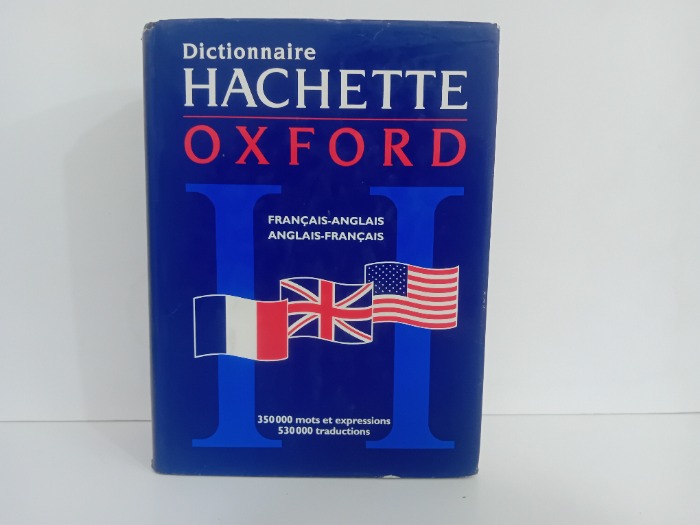 Dictionnaire
HACHETTE
OXFORD
FRANÇAIS-ANGLAIS
ANGLAIS-FRANÇAIS
350 000 mots et expressions
530 000 traductions